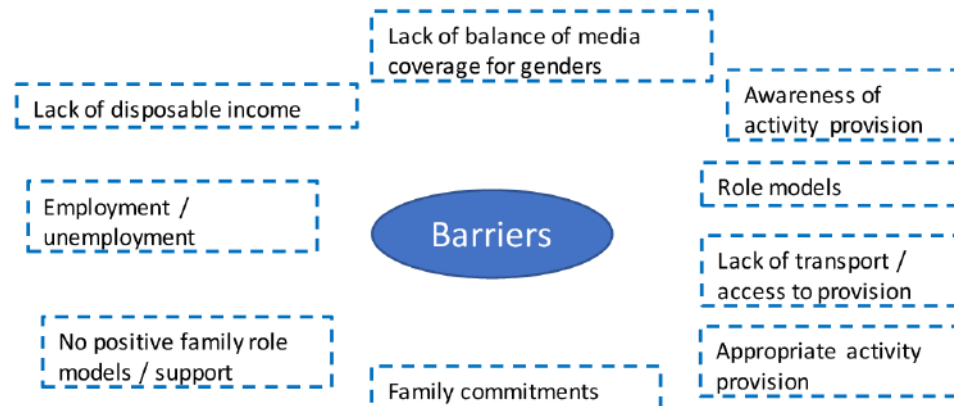 Lack of balance of media
coverage for genders
Lack of disposable income
Awareness of
activity provision
Employment /
unemployment
Barriers
Role models
Lack of transport /
access to provision
No positive family role
models / support
Appropriate activity
provision
Family commitments